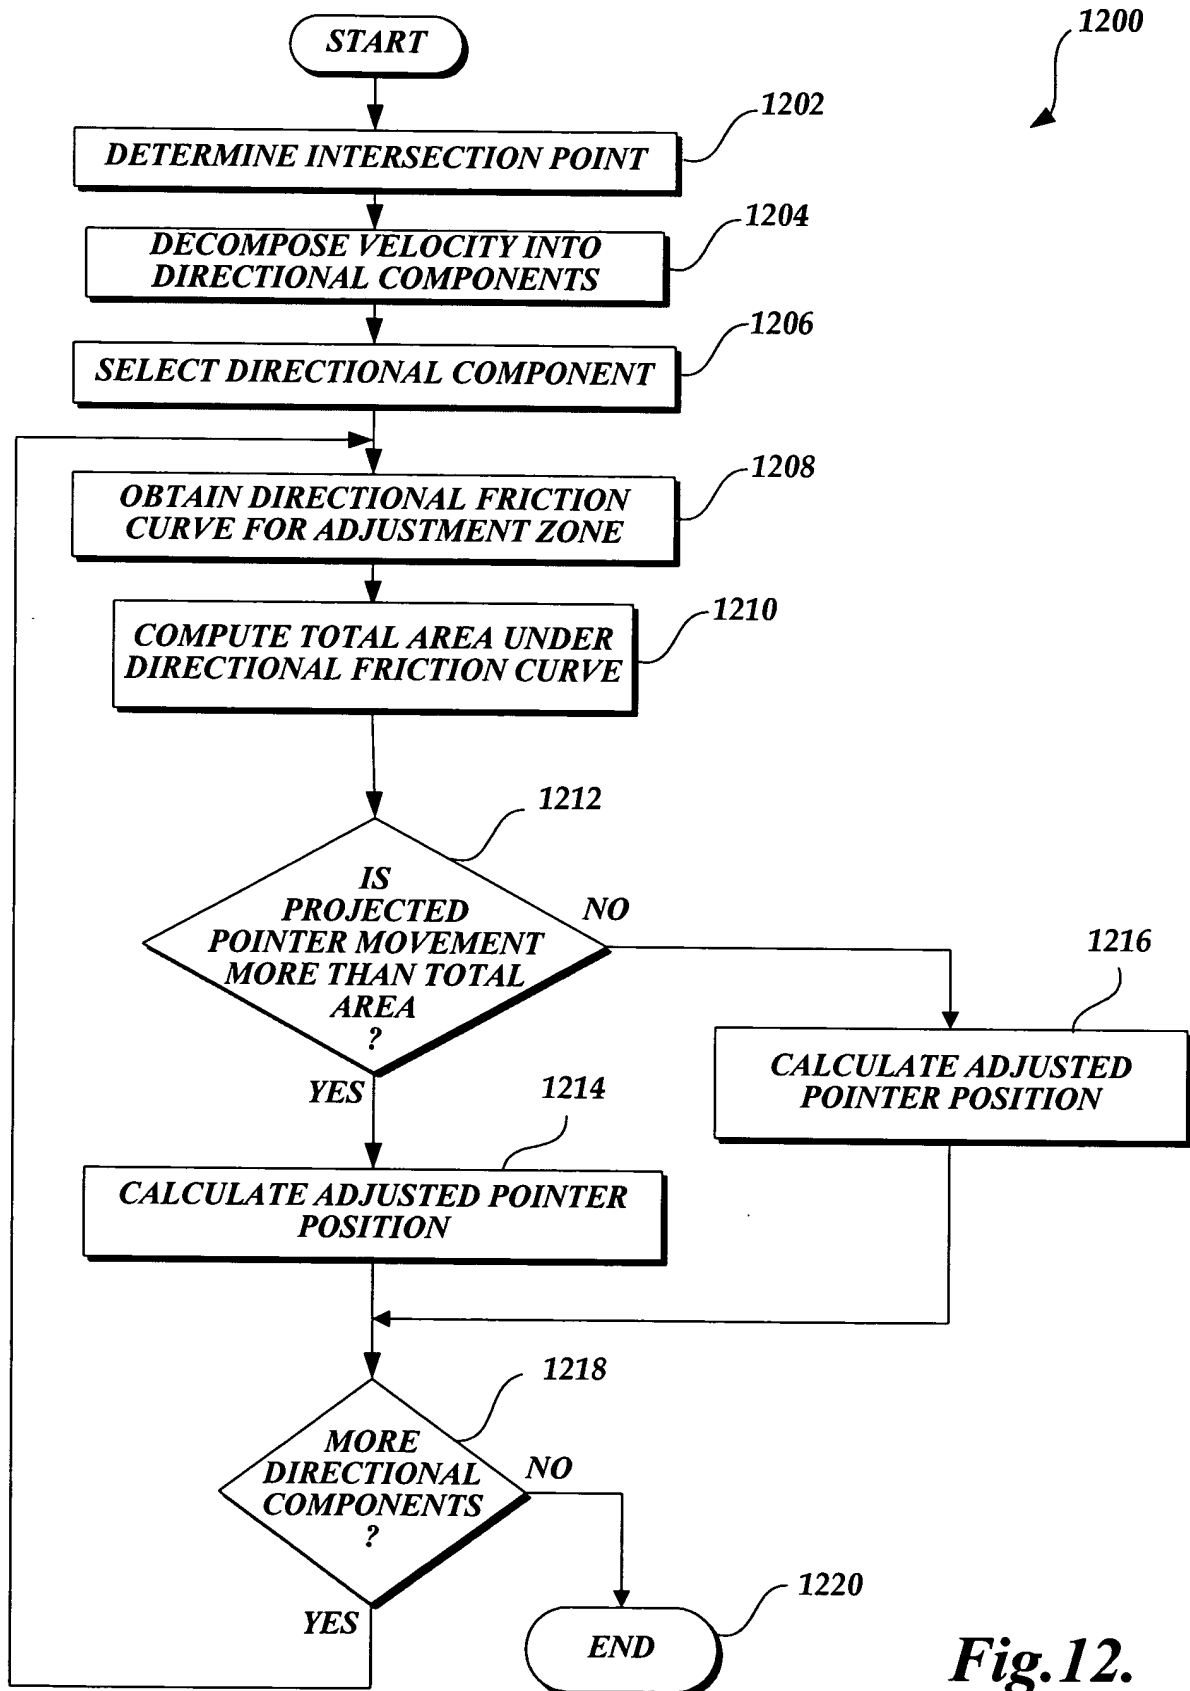 1200
START
1202
DETERMINE INTERSECTION POINT
1204
DECOMPOSE VELOCITY INTO
DIRECTIONAL COMPONENTS
1206
SELECT DIRECTIONAL COMPONENT
1208
OBTAIN DIRECTIONAL FRICTION
CURVE FOR ADJUSTMENT ZONE
1210
COMPUTE TOTAL AREA UNDER
DIRECTIONAL FRICTION CURVE
1212
IS
PROJECTED
POINTER MOVEMENT
MORE THAN TOTAL
AREA
?
NO
YES
1216
CALCULATE ADJUSTED
POINTER POSITION
1214
CALCULATE ADJUSTED POINTER
POSITION
1218
MORE
DIRECTIONAL
COMPONENTS
?
NO
YES
1220
END
Fig.12.